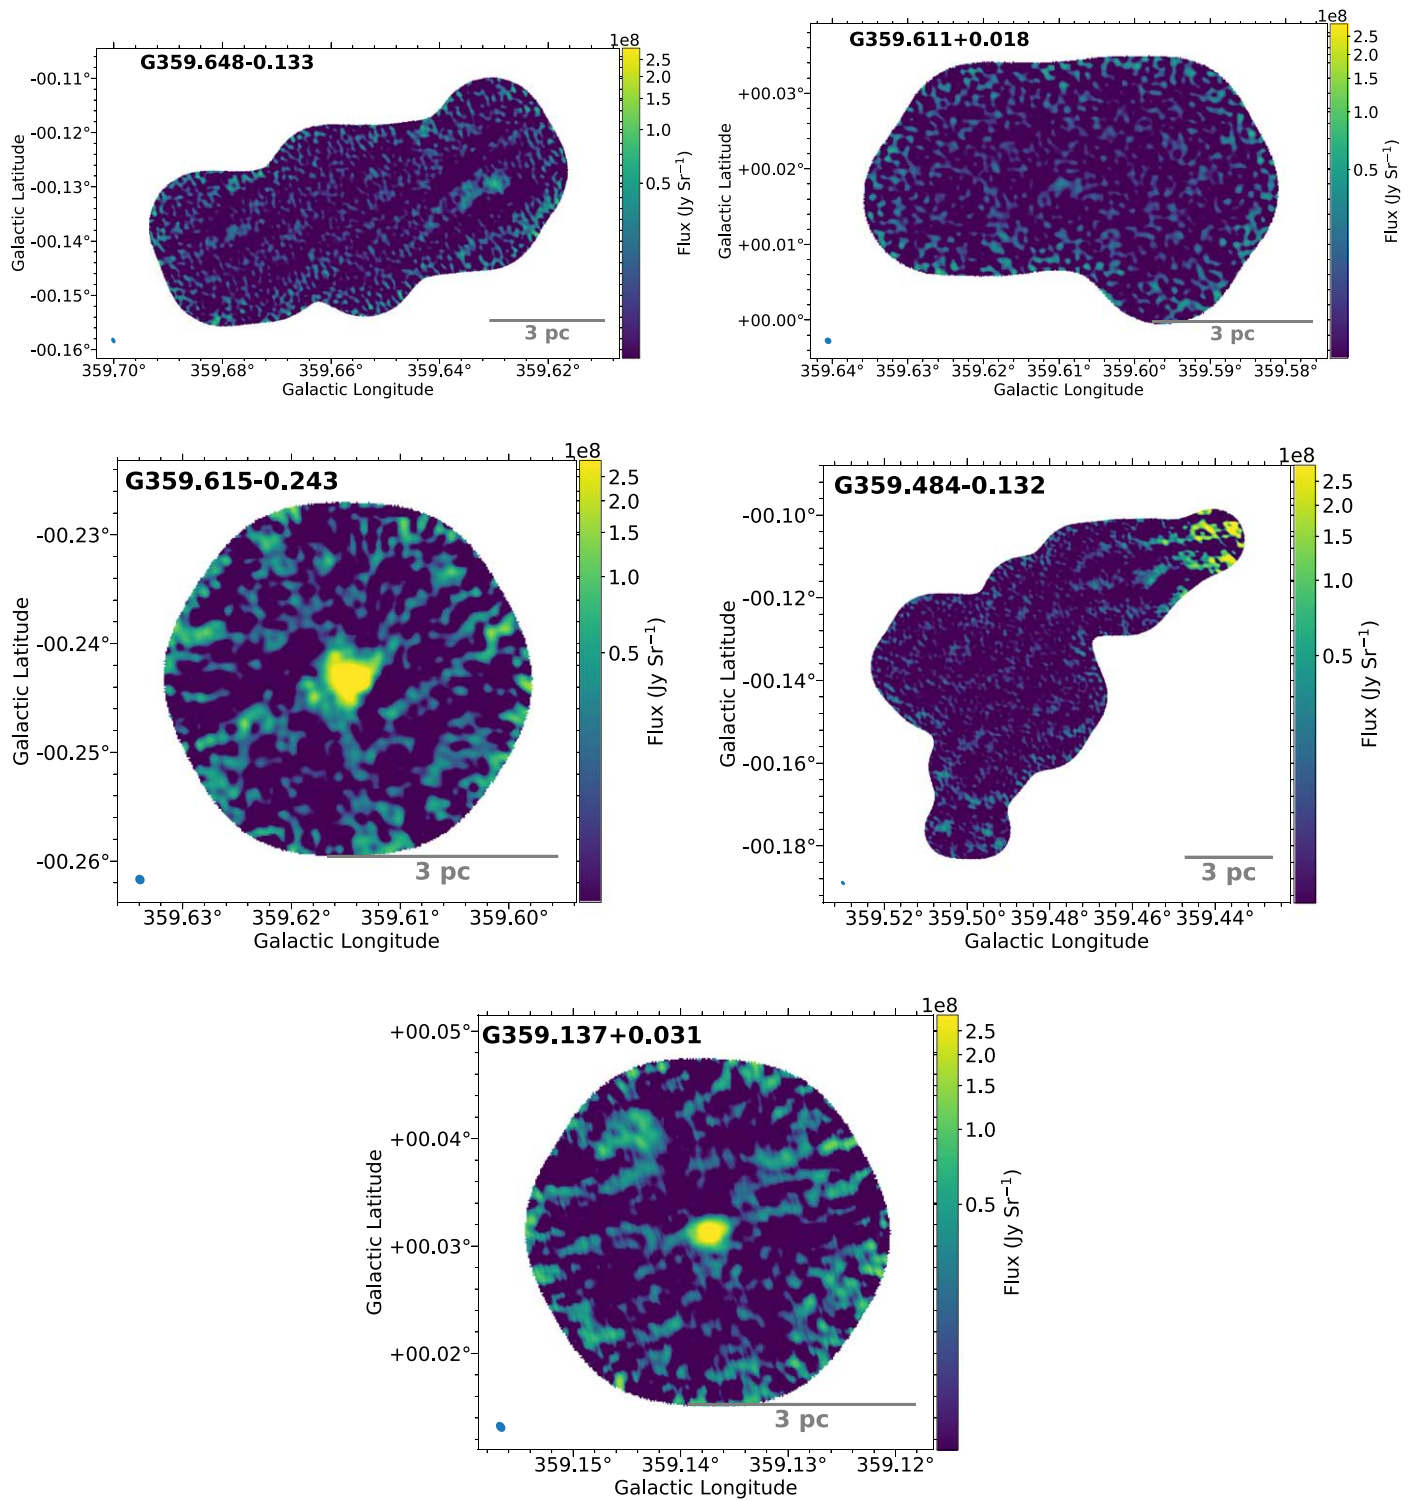 G359.648-0.133
1e8
-00.11°
-00.12°
-00.13°
-00.14°
-00.15°
-00.16°
Galactic Latitude
359.70°
359.68°
359.66°
359.64°
359.62°
Galactic Longitude
3 pc
2.5
2.0
1.5
1.0
0.5
Flux (Jy Sr−1)
G359.611+0.018
1e8
+00.03°
+00.02°
+00.01°
+00.00°
Galactic Latitude
359.64°
359.63°
359.62°
359.61°
359.60°
359.59°
359.58°
Galactic Longitude
3 pc
2.5
2.0
1.5
1.0
0.5
Flux (Jy Sr−1)
G359.615-0.243
1e8
-00.23°
-00.24°
-00.25°
-00.26°
Galactic Latitude
359.63°
359.62°
359.61°
359.60°
Galactic Longitude
3 pc
2.5
2.0
1.5
1.0
0.5
Flux (Jy Sr−1)
G359.484-0.132
1e8
-00.10°
-00.12°
-00.14°
-00.16°
-00.18°
Galactic Latitude
359.52°
359.50°
359.48°
359.46°
359.44°
Galactic Longitude
3 pc
2.5
2.0
1.5
1.0
0.5
Flux (Jy Sr−1)
G359.137+0.031
1e8
+00.05°
+00.04°
+00.03°
+00.02°
Galactic Latitude
359.15°
359.14°
359.13°
359.12°
Galactic Longitude
3 pc
2.5
2.0
1.5
1.0
0.5
Flux (Jy Sr−1)